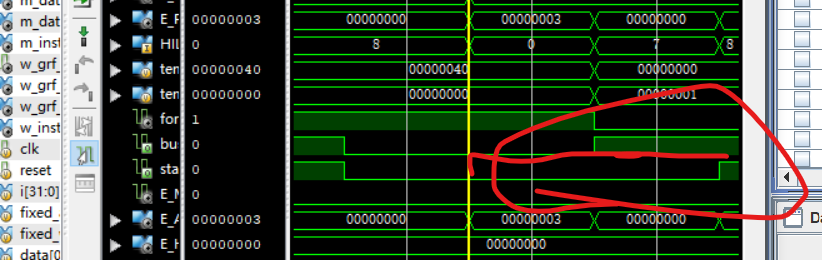 m_dat
m_dat
m_inst
w_grf_
w_grf_
w_grf_
w_inst
clk
reset
i[31:0]
fixed_
fixed_
data[0
E_F 00000003 00000000 00000003 00000000
HIL 0 8 0 7 8
ten 00000040 00000040 00000000
ten 00000000 00000000 00000001
for 1
bu 0
sta 0
E_M 0
E_A 00000003 00000000 00000003 00000000
E_H 00000000 00000000
Da